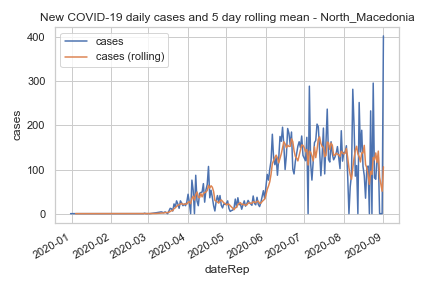 New COVID-19 daily cases and 5 day rolling mean - North_Macedonia
cases
cases (rolling)
400
300
200
100
0
cases
2020-01
2020-02
2020-03
2020-04
2020-05
2020-06
2020-07
2020-08
2020-09
dateRep